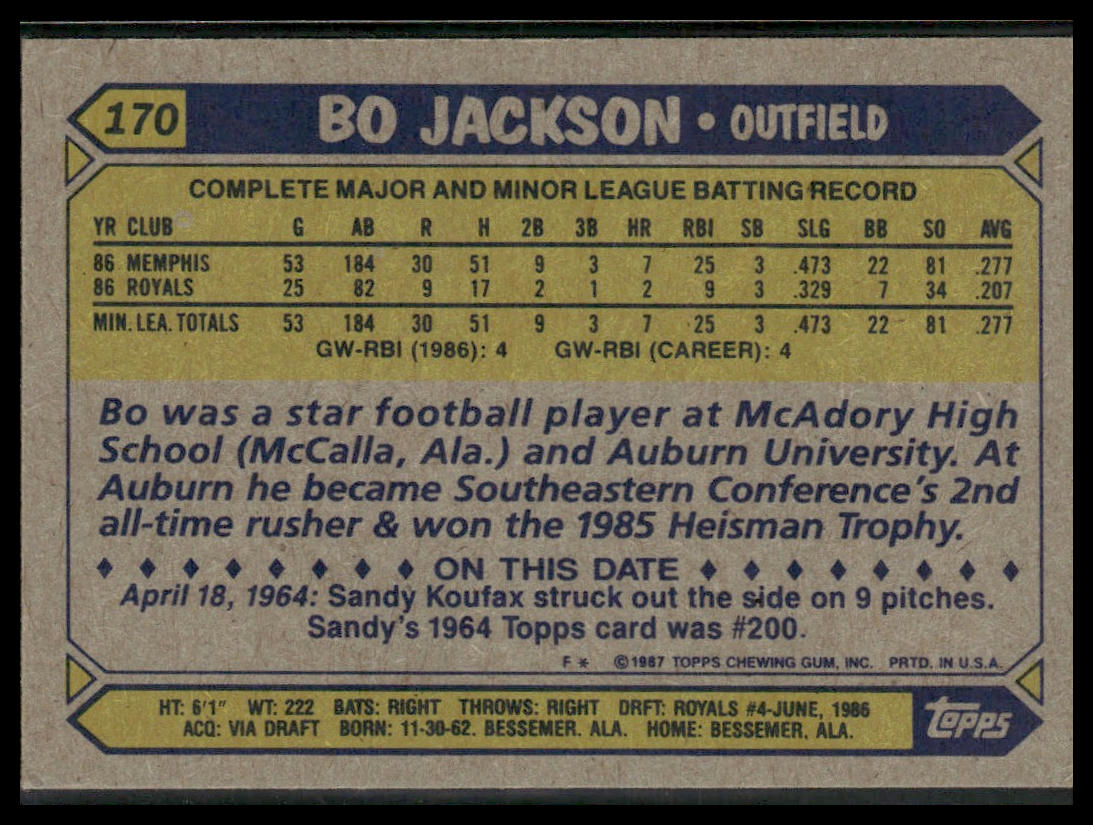 170 BO JACKSON • OUTFIELD
COMPLETE MAJOR AND MINOR LEAGUE BATTING RECORD
YR CLUB G AB R H 2B 3B HR RBI SB SLG BB SO AVG
86 MEMPHIS 53 184 30 51 9 3 7 25 3 .473 22 81 .277
86 ROYALS 25 82 9 17 2 1 2 9 3 .329 7 34 .207
MIN. LEA. TOTALS 53 184 30 51 9 3 7 25 3 .473 22 81 .277
GW-RBI (1986): 4 GW-RBI (CAREER): 4
Bo was a star football player at McAdory High
School (McCalla, Ala.) and Auburn University. At
Auburn he became Southeastern Conference's 2nd
all-time rusher & won the 1985 Heisman Trophy.
♦ ♦ ♦ ♦ ♦ ♦ ♦ ♦ ON THIS DATE ♦ ♦ ♦ ♦ ♦ ♦ ♦ ♦
April 18, 1964: Sandy Koufax struck out the side on 9 pitches.
Sandy's 1964 Topps card was #200.
F * ©1987 TOPPS CHEWING GUM, INC. PRTD. IN U.S.A.
HT: 6'1" WT: 222 BATS: RIGHT THROWS: RIGHT DRFT: ROYALS #4-JUNE, 1986
ACQ: VIA DRAFT BORN: 11-30-62. BESSEMER. ALA. HOME: BESSEMER. ALA.
topps